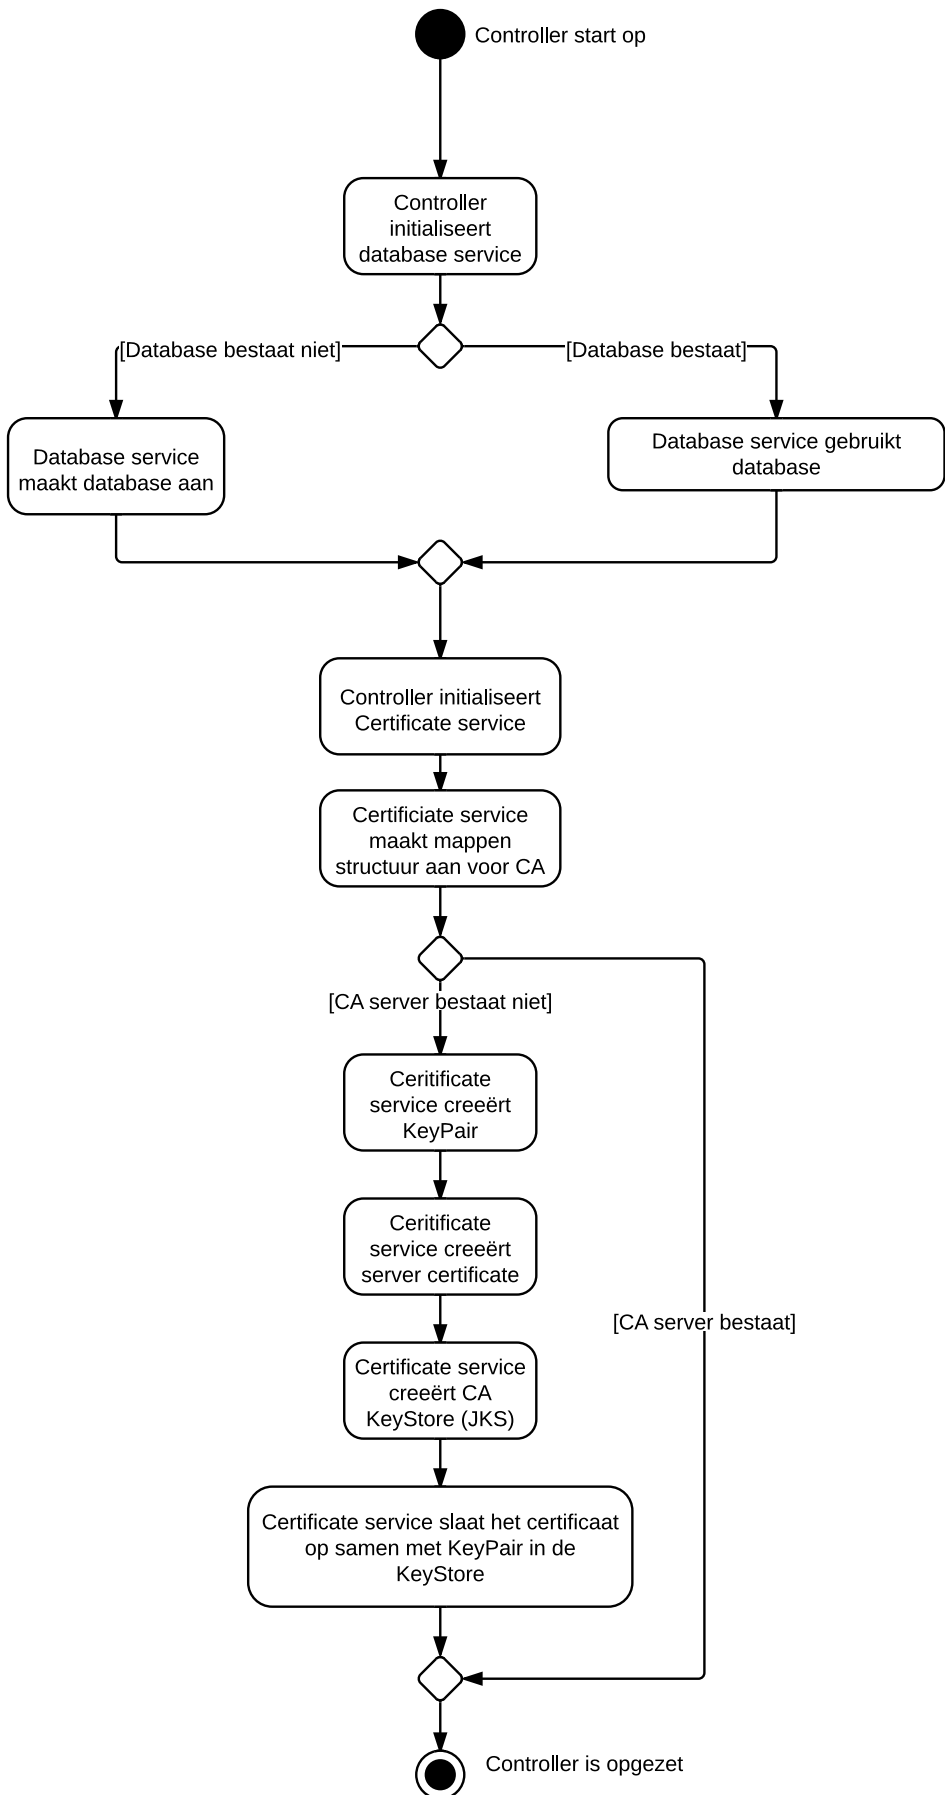 Controller start op
Controller
initialiseert
database service
[Database bestaat niet]
[Database bestaat]
Database service
maakt database aan
Database service gebruikt
database
Controller initialiseert
Certificate service
Certificiate service
maakt mappen
structuur aan voor CA
[CA server bestaat niet]
Ceritificate
service creeërt
KeyPair
Ceritificate
service creeërt
server certificate
[CA server bestaat]
Certificate service
creeërt CA
KeyStore (JKS)
Certificate service slaat het certificaat
op samen met KeyPair in de
KeyStore
Controller is opgezet